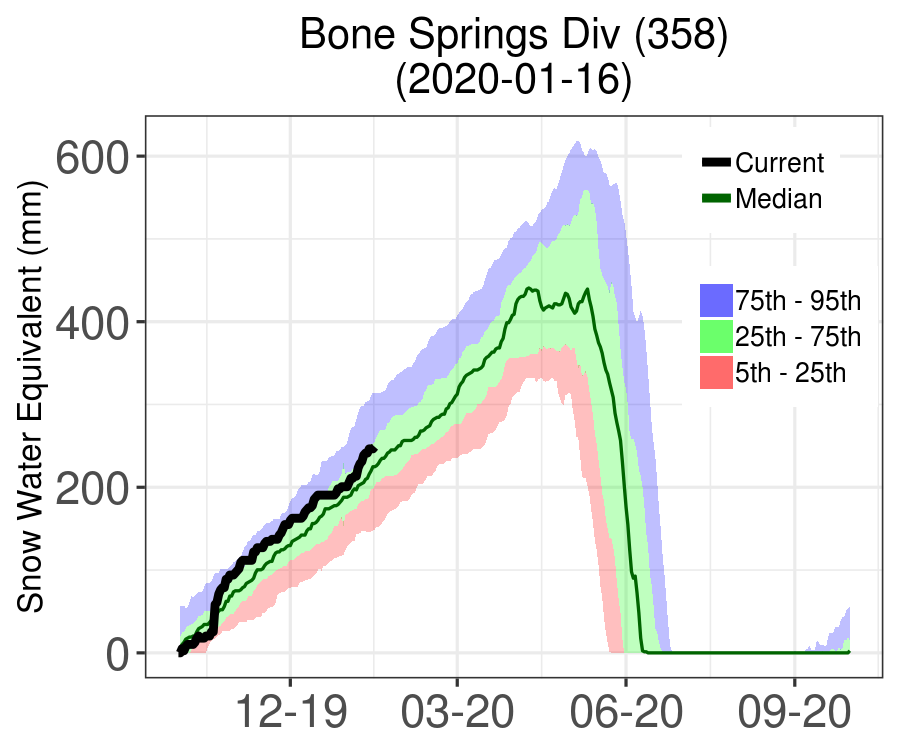 Bone Springs Div (358)
(2020-01-16)
Snow Water Equivalent (mm)
600
400
200
0
Current
Median
75th - 95th
25th - 75th
5th - 25th
12-19
03-20
06-20
09-20